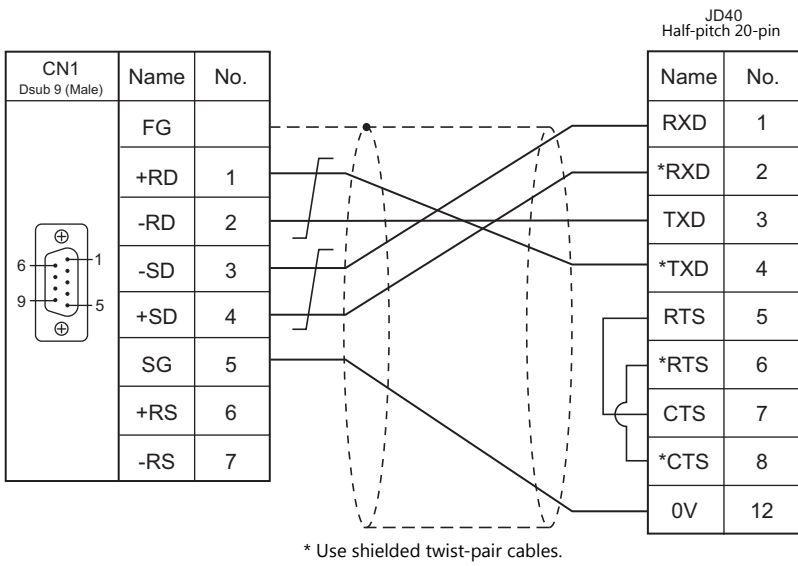 JD40
Half-pitch 20-pin
CN1
Dsub 9 (Male)
Name No.
FG
+RD 1
-RD 2
-SD 3
+SD 4
SG 5
+RS 6
-RS 7
6 1
9 5
Name No.
RXD 1
*RXD 2
TXD 3
*TXD 4
RTS 5
*RTS 6
CTS 7
*CTS 8
0V 12
* Use shielded twist-pair cables.